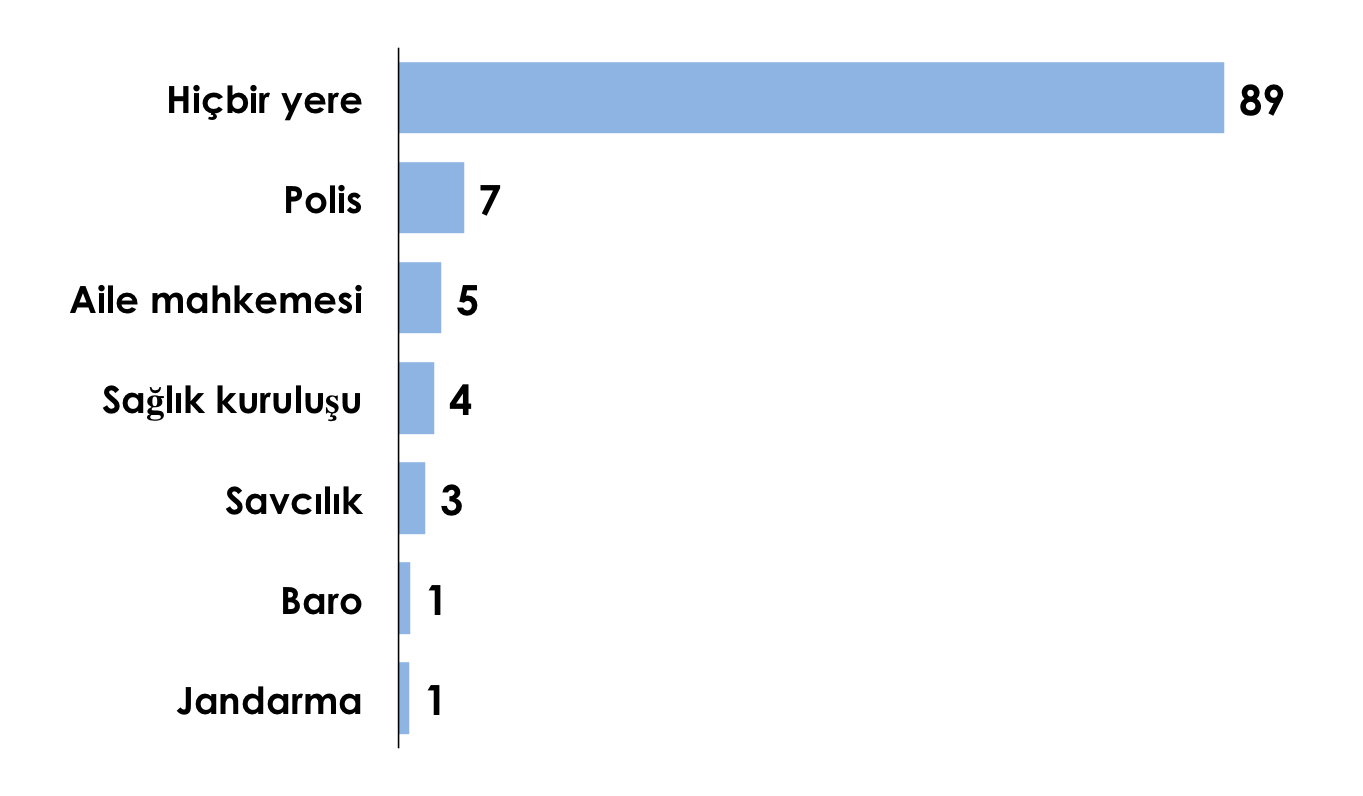 Hiçbir yere 89
Polis 7
Aile mahkemesi 5
Sağlık kuruluşu 4
Savcılık 3
Baro 1
Jandarma 1